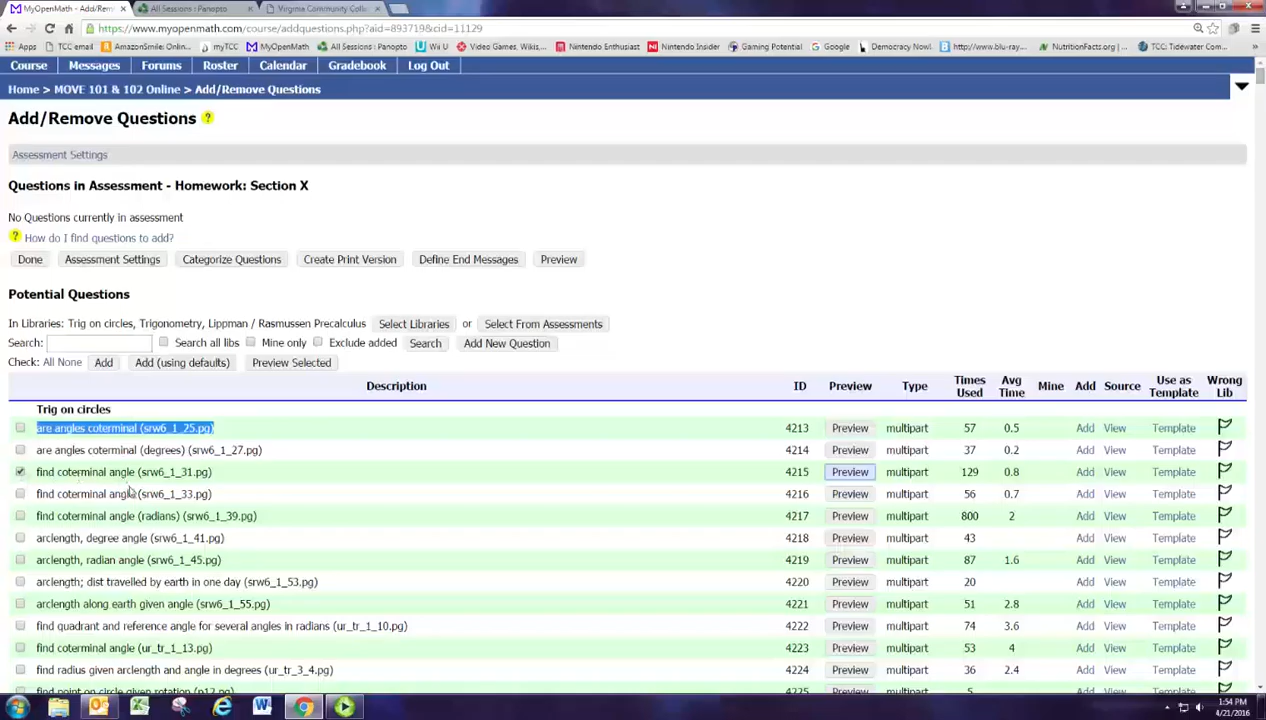 MyOpenMath - Add/Rem
All Sessions : Panopto
Virginia Community Coll
https://www.myopenmath.com/course/addquestions.php?aid=893719&cid=11129
Apps TCC email AmazonSmile: Onlin... myTCC MyOpenMath All Sessions : Panopto Wii U Video Games, Wikis,... Nintendo Enthusiast Nintendo Insider Gaming Potential Google Democracy Now! http://www.blu-ray... NutritionFacts.org |... TCC: Tidewater Com...
Course Messages Forums Roster Calendar Gradebook Log Out
Home > MOVE 101 & 102 Online > Add/Remove Questions
Add/Remove Questions ?
Assessment Settings
Questions in Assessment - Homework: Section X
No Questions currently in assessment
? How do I find questions to add?
Done Assessment Settings Categorize Questions Create Print Version Define End Messages Preview
Potential Questions
In Libraries: Trig on circles, Trigonometry, Lippman / Rasmussen Precalculus Select Libraries or Select From Assessments
Search: Search all libs Mine only Exclude added Search Add New Question
Check: All None Add Add (using defaults) Preview Selected
Description ID Preview Type Times Used Avg Time Mine Add Source Use as Template Wrong Lib
Trig on circles
are angles coterminal (srw6_1_25.pg) 4213 Preview multipart 57 0.5 Add View Template
are angles coterminal (degrees) (srw6_1_27.pg) 4214 Preview multipart 37 0.2 Add View Template
find coterminal angle (srw6_1_31.pg) 4215 Preview multipart 129 0.8 Add View Template
find coterminal angle (srw6_1_33.pg) 4216 Preview multipart 56 0.7 Add View Template
find coterminal angle (radians) (srw6_1_39.pg) 4217 Preview multipart 800 2 Add View Template
arclength, degree angle (srw6_1_41.pg) 4218 Preview multipart 43 Add View Template
arclength, radian angle (srw6_1_45.pg) 4219 Preview multipart 87 1.6 Add View Template
arclength; dist travelled by earth in one day (srw6_1_53.pg) 4220 Preview multipart 20 Add View Template
arclength along earth given angle (srw6_1_55.pg) 4221 Preview multipart 51 2.8 Add View Template
find quadrant and reference angle for several angles in radians (ur_tr_1_10.pg) 4222 Preview multipart 74 3.6 Add View Template
find coterminal angle (ur_tr_1_13.pg) 4223 Preview multipart 53 4 Add View Template
find radius given arclength and angle in degrees (ur_tr_3_4.pg) 4224 Preview multipart 36 2.4 Add View Template
find point on circle given rotation (p12.pg) 4225 Preview multipart 5 Add View Template
1:54 PM
4/21/2016